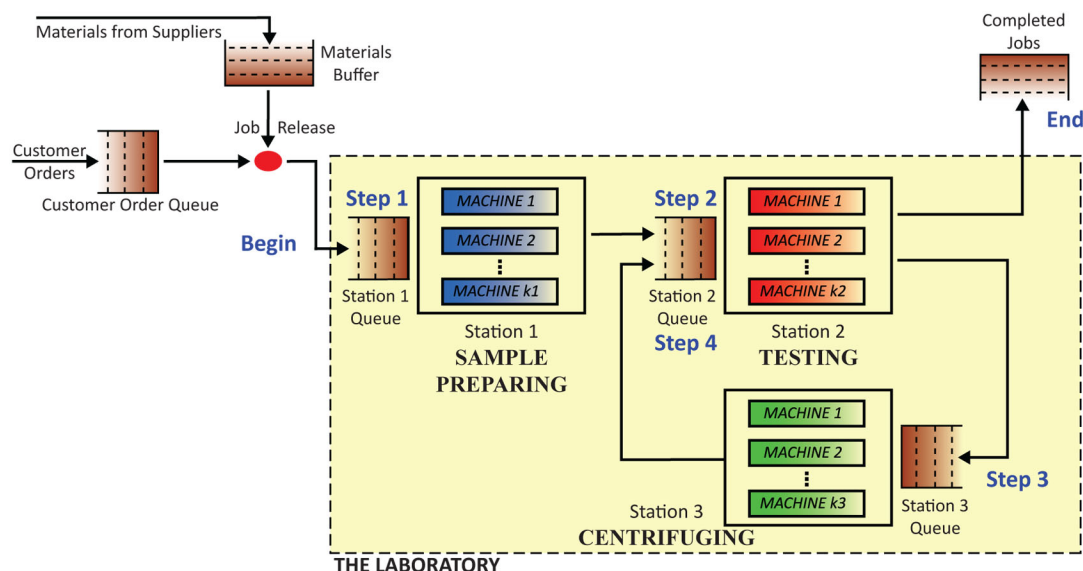 Materials from Suppliers
Materials
Buffer
Job Release
Customer
Orders
Customer Order Queue
Begin
Completed
Jobs
End
Step 1
Station 1
Queue
MACHINE 1
MACHINE 2
MACHINE k1
Station 1
SAMPLE
PREPARING
Step 2
Station 2
Queue
Step 4
MACHINE 1
MACHINE 2
MACHINE k2
Station 2
TESTING
MACHINE 1
MACHINE 2
MACHINE k3
Station 3
CENTRIFUGING
Step 3
Station 3
Queue
THE LABORATORY